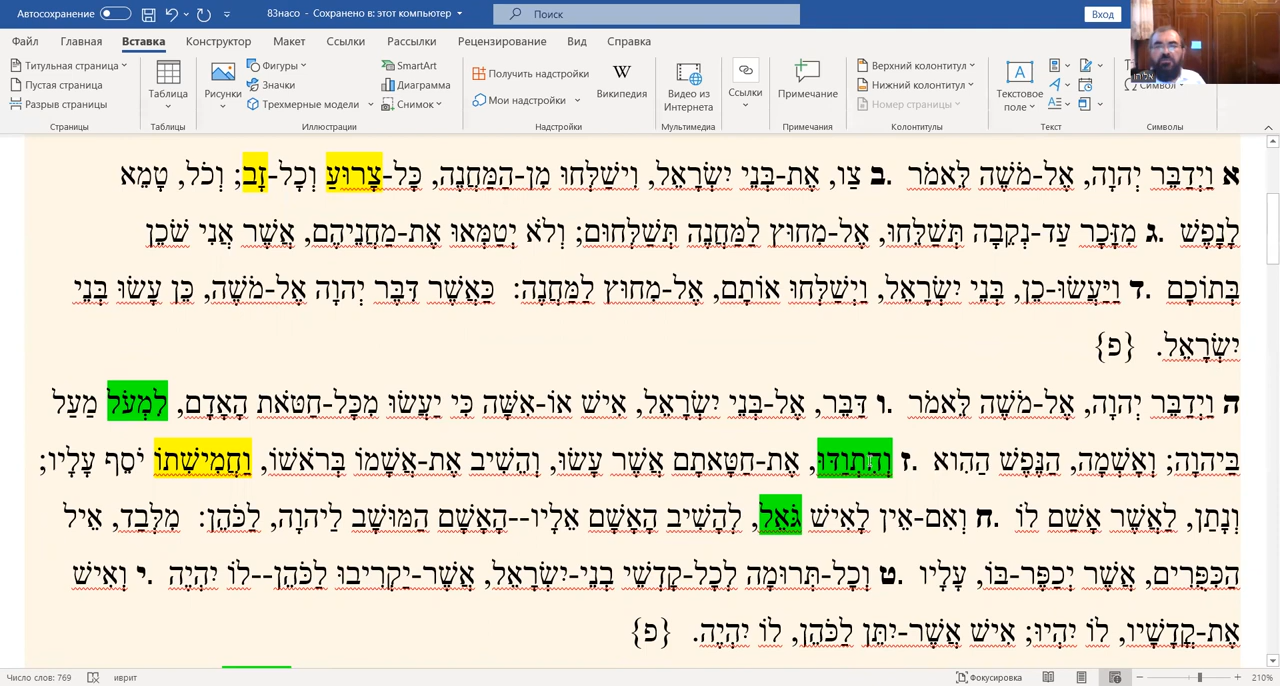 Автосохранение 83насо - Сохранено в: этот компьютер Поиск Вход
Файл Главная Вставка Конструктор Макет Ссылки Рассылки Рецензирование Вид Справка
Титульная страница Пустая страница Разрыв страницы Страницы
Таблица Таблицы
Рисунки Фигуры Значки Трехмерные модели SmartArt Диаграмма Снимок Иллюстрации
Получить надстройки Мои надстройки W Википедия Надстройки
Видео из Интернета Мультимедиа
Ссылки
Примечание Примечания
Верхний колонтитул Нижний колонтитул Номер страницы Колонтитулы
Текстовое поле Текст
Символ Символы
אליהו
א וַיְדַבֵּר יְהוָה, אֶל-מֹשֶׁה לֵּאמֹר. ב צַו, אֶת-בְּנֵי יִשְׂרָאֵל, וִישַׁלְּחוּ מִן-הַמַּחֲנֶה, כָּל-צָרוּעַ וְכָל-זָב; וְכֹל, טָמֵא
לָנָפֶשׁ. ג מִזָּכָר עַד-נְקֵבָה תְּשַׁלֵּחוּ, אֶל-מִחוּץ לַמַּחֲנֶה תְּשַׁלְּחוּם; וְלֹא יְטַמְּאוּ אֶת-מַחֲנֵיהֶם, אֲשֶׁר אֲנִי שֹׁכֵן
בְּתוֹכָם. ד וַיַּעֲשׂוּ-כֵן, בְּנֵי יִשְׂרָאֵל, וַיְשַׁלְּחוּ אוֹתָם, אֶל-מִחוּץ לַמַּחֲנֶה: כַּאֲשֶׁר דִּבֶּר יְהוָה אֶל-מֹשֶׁה, כֵּן עָשׂוּ בְּנֵי
יִשְׂרָאֵל. {פ}
ה וַיְדַבֵּר יְהוָה, אֶל-מֹשֶׁה לֵּאמֹר. ו דַּבֵּר, אֶל-בְּנֵי יִשְׂרָאֵל, אִישׁ אוֹ-אִשָּׁה כִּי יַעֲשׂוּ מִכָּל-חַטֹּאת הָאָדָם, לִמְעֹל מַעַל
בַּיהוָה; וְאָשְׁמָה, הַנֶּפֶשׁ הַהִוא. ז וְהִתְוַדּוּ, אֶת-חַטָּאתָם אֲשֶׁר עָשׂוּ, וְהֵשִׁיב אֶת-אֲשָׁמוֹ בְּרֹאשׁוֹ, וַחֲמִישִׁתוֹ יֹסֵף עָלָיו;
וְנָתַן, לַאֲשֶׁר אָשַׁם לוֹ. ח וְאִם-אֵין לָאִישׁ גֹּאֵל, לְהָשִׁיב הָאָשָׁם אֵלָיו--הָאָשָׁם הַמּוּשָׁב לַיהוָה, לַכֹּהֵן: מִלְּבַד, אֵיל
הַכִּפֻּרִים, אֲשֶׁר יְכַפֶּר-בּוֹ, עָלָיו. ט וְכָל-תְּרוּמָה לְכָל-קָדְשֵׁי בְנֵי-יִשְׂרָאֵל, אֲשֶׁר-יַקְרִיבוּ לַכֹּהֵן--לוֹ יִהְיֶה. י וְאִישׁ
אֶת-קֳדָשָׁיו, לוֹ יִהְיוּ; אִישׁ אֲשֶׁר-יִתֵּן לַכֹּהֵן, לוֹ יִהְיֶה. {פ}
Число слов: 769 иврит Фокусировка 210%